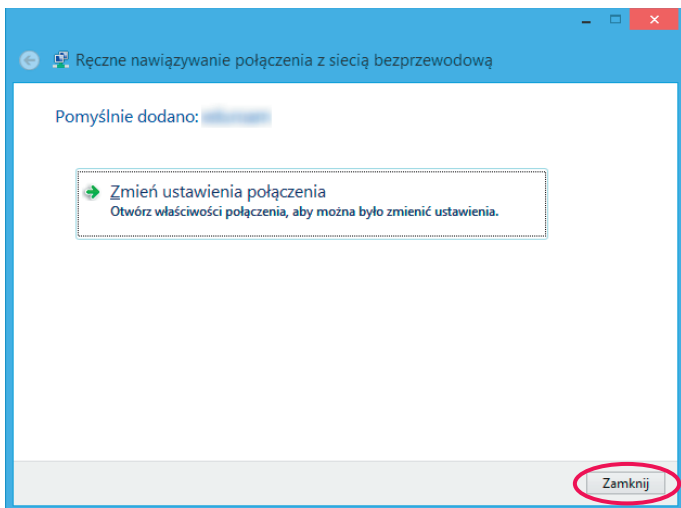 Ręczne nawiązywanie połączenia z siecią bezprzewodową
Pomyślnie dodano:
Zmień ustawienia połączenia
Otwórz właściwości połączenia, aby można było zmienić ustawienia.
Zamknij